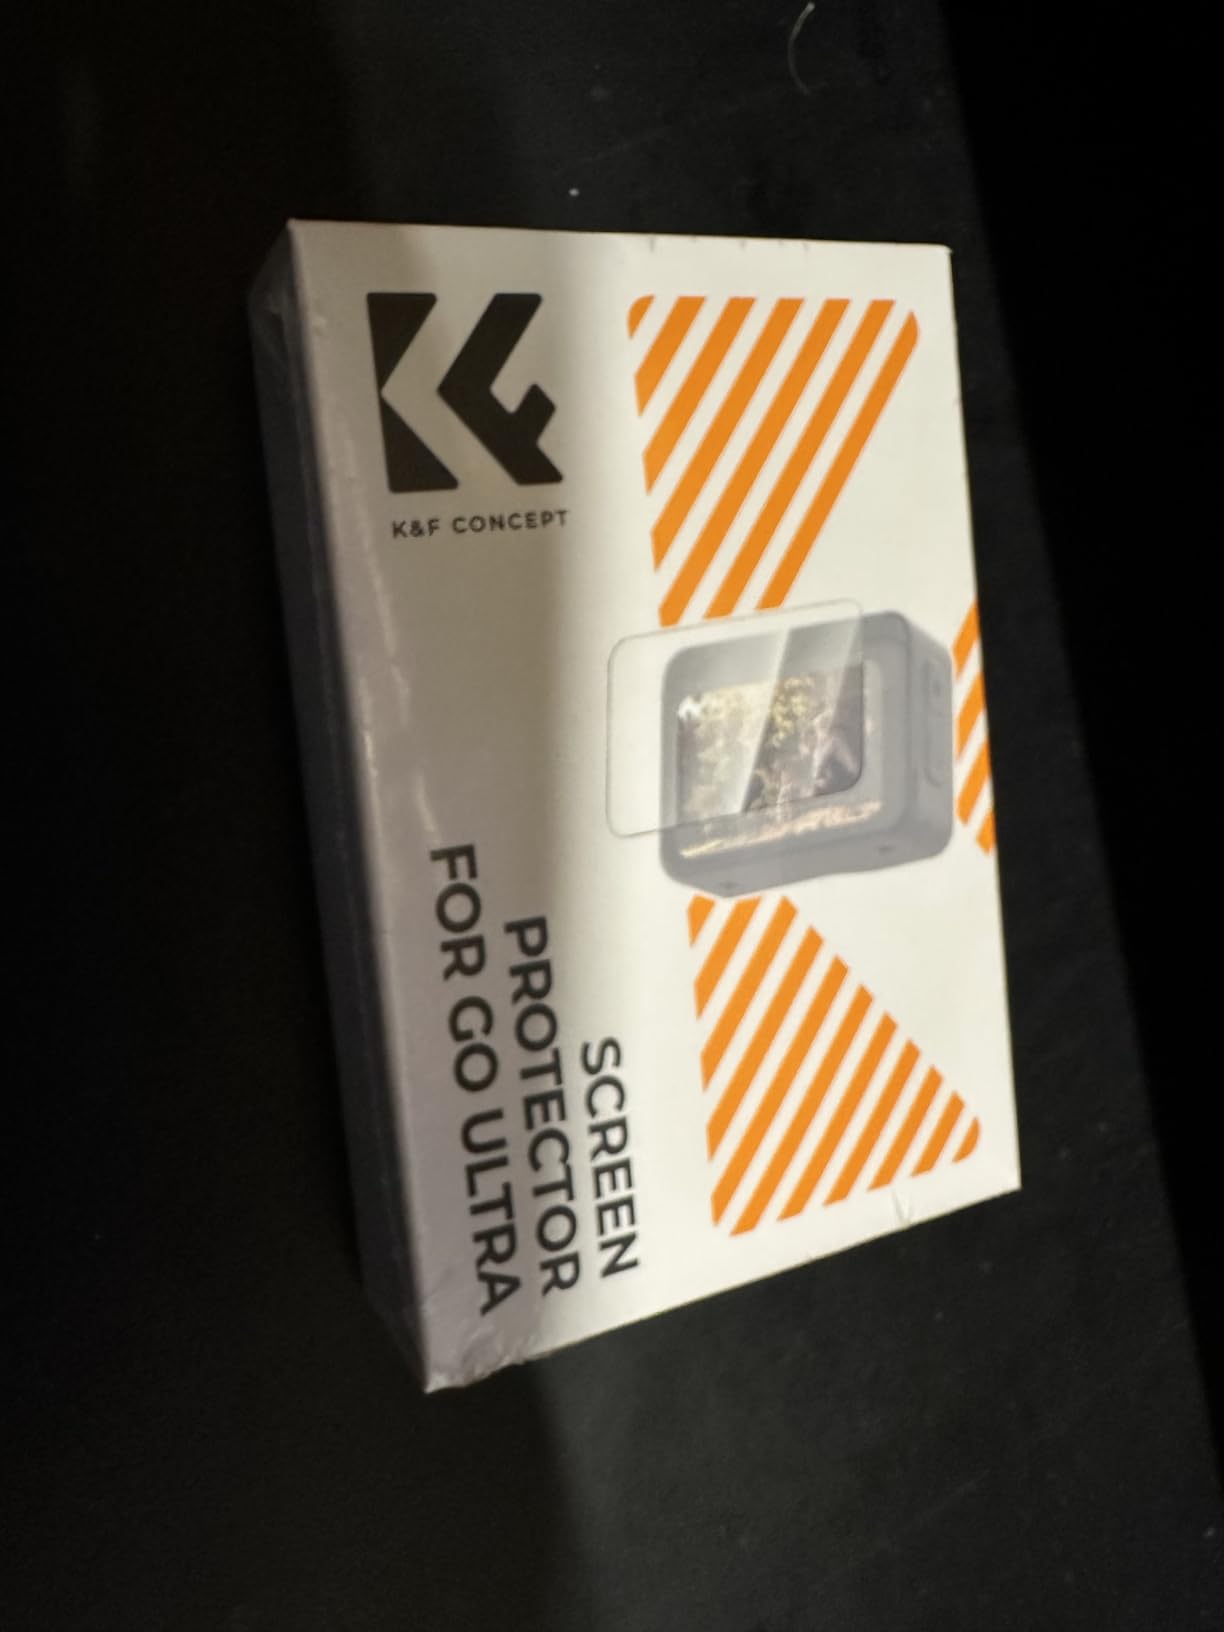 K&F CONCEPT
SCREEN
PROTECTOR
FOR GO ULTRA